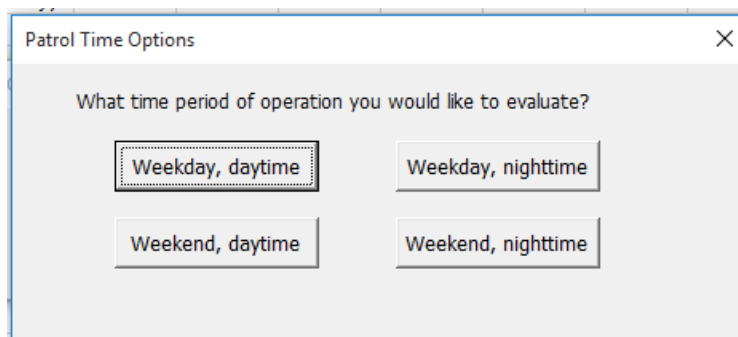 Patrol Time Options
What time period of operation you would like to evaluate?
Weekday, daytime Weekday, nighttime
Weekend, daytime Weekend, nighttime